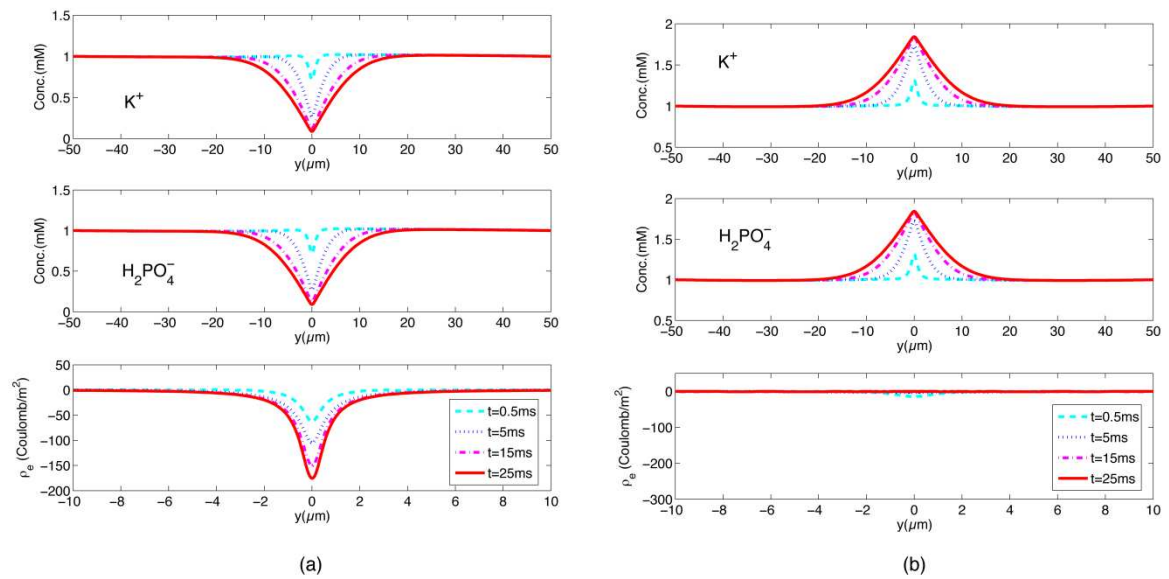 1.5
1
0.5
0
Conc.(mM)
K⁺
−50 −40 −30 −20 −10 0 10 20 30 40 50
y(μm)
1.5
1
0.5
0
Conc.(mM)
H₂PO₄⁻
−50 −40 −30 −20 −10 0 10 20 30 40 50
y(μm)
50
0
−50
−100
−150
−200
ρₑ (Coulomb/m²)
t=0.5ms
t=5ms
t=15ms
t=25ms
−10 −8 −6 −4 −2 0 2 4 6 8 10
y(μm)
(a)
2
1.5
1
0.5
Conc.(mM)
K⁺
−50 −40 −30 −20 −10 0 10 20 30 40 50
y(μm)
2
1.5
1
0.5
Conc.(mM)
H₂PO₄⁻
−50 −40 −30 −20 −10 0 10 20 30 40 50
y(μm)
0
−100
−200
−300
ρₑ (Coulomb/m²)
t=0.5ms
t=5ms
t=15ms
t=25ms
−10 −8 −6 −4 −2 0 2 4 6 8 10
y(μm)
(b)